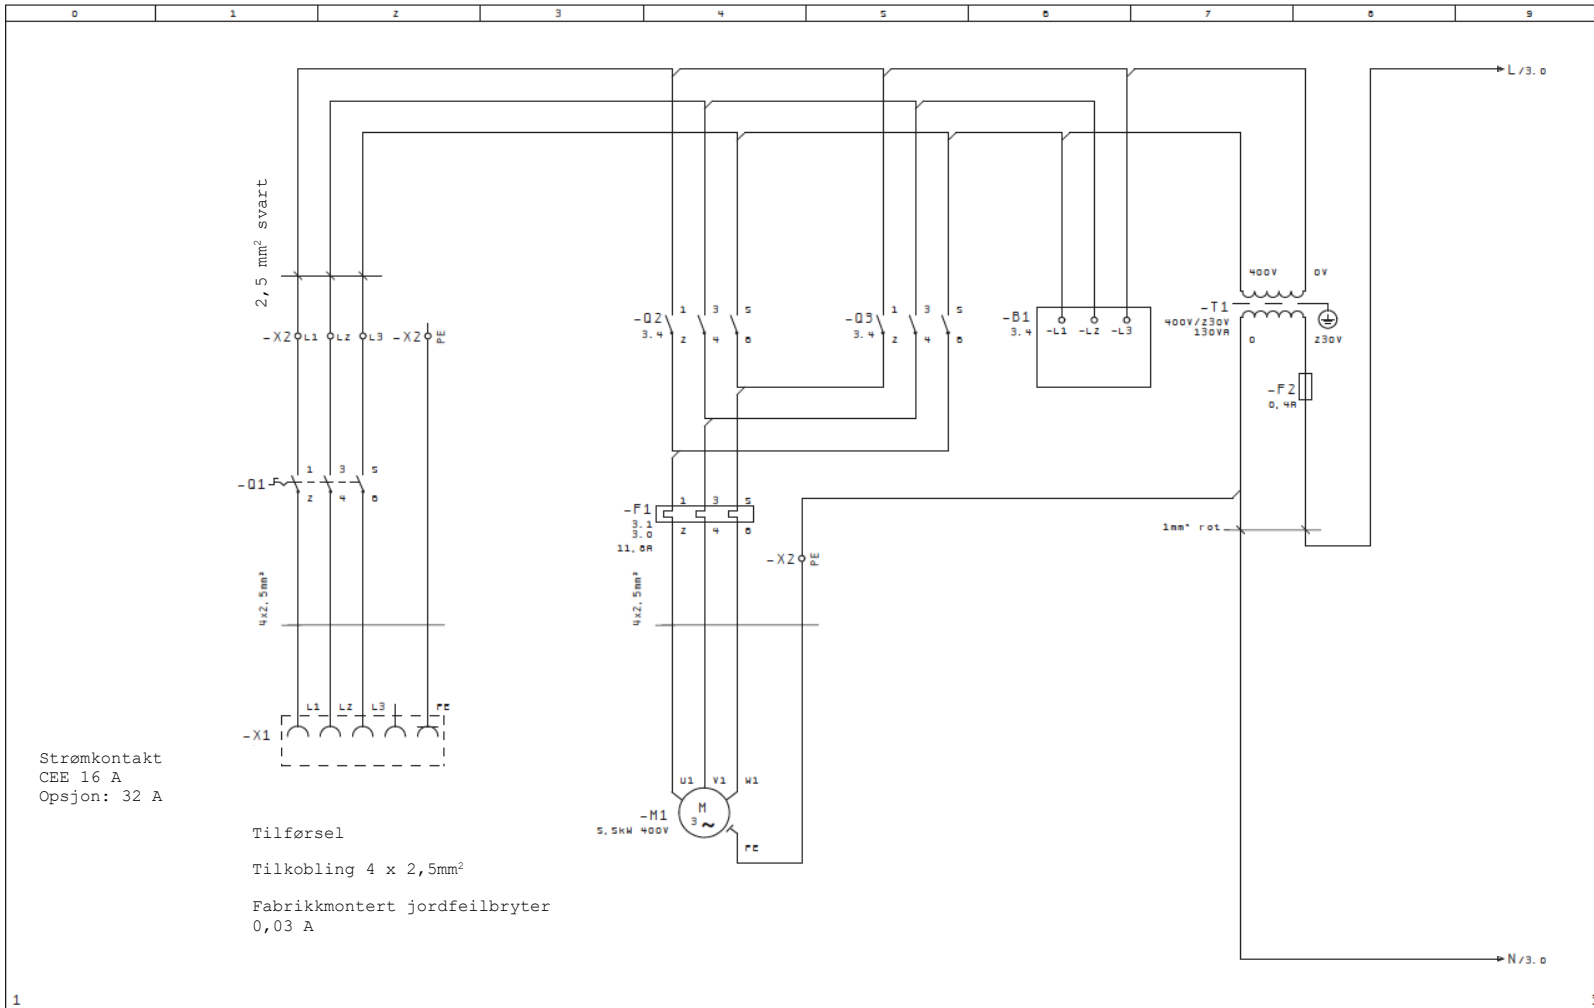 0 1 2 3 4 5 6 7 8 9
L/3.0
2,5 mm² svart
400V 0V
-T1
400V/230V
130VA
0 230V
-X2 L1 L2 L3 -X2 PE
-Q2 1 3 5
3.4 2 4 6
-Q3 1 3 5
3.4 2 4 6
-B1
3.4 -L1 -L2 -L3
-F2
0,4A
-Q1 1 3 5
2 4 6
-F1 1 3 5
3.1 2 4 6
3.0
11,8A
1mm² rot
-X2 PE
4x2,5mm²
4x2,5mm²
L1 L2 L3 PE
-X1
Strømkontakt
CEE 16 A
Opsjon: 32 A
U1 V1 W1
-M1 M
3 ~
5,5kW 400V
PE
Tilførsel
Tilkobling 4 x 2,5mm²
Fabrikkmontert jordfeilbryter
0,03 A
N/3.0
1